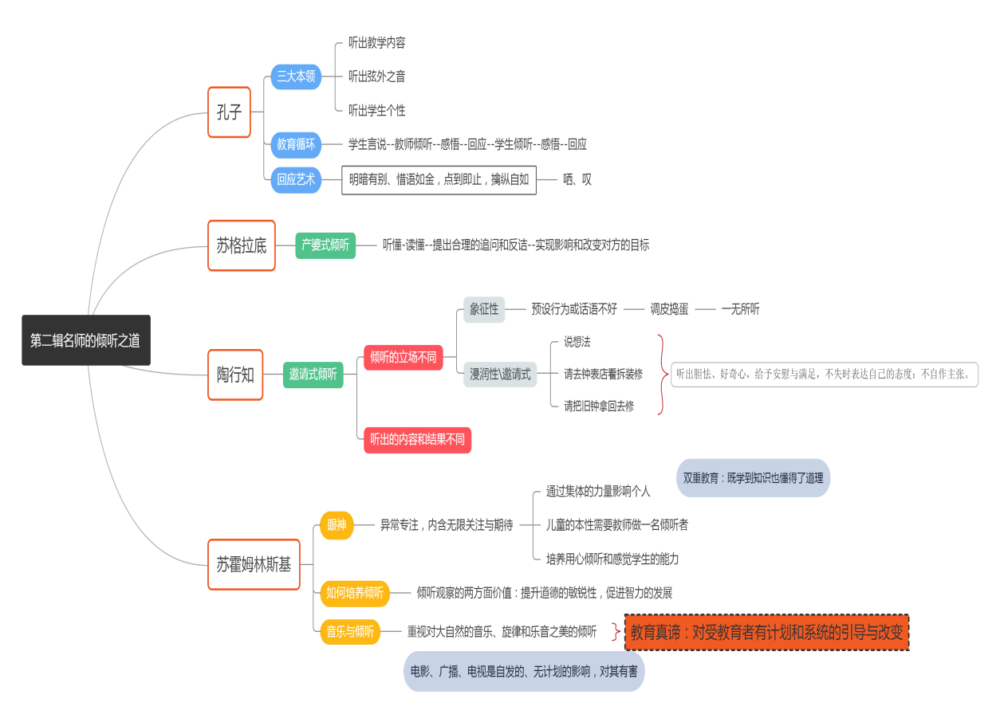 第二辑名师的倾听之道
孔子
三大本领
听出教学内容
听出弦外之音
听出学生个性
教育循环
学生言说--教师倾听--感悟--回应--学生倾听--感悟--回应
回应艺术
明暗有别、惜语如金，点到即止，擒纵自如
哂、叹
苏格拉底
产婆式倾听
听懂-读懂--提出合理的追问和反诘--实现影响和改变对方的目标
陶行知
邀请式倾听
倾听的立场不同
象征性
预设行为或话语不好
调皮捣蛋
一无所听
浸润性\邀请式
说想法
请去钟表店看拆装修
请把旧钟拿回去修
听出胆怯、好奇心，给予安慰与满足，不失时表达自己的态度；不自作主张。
听出的内容和结果不同
苏霍姆林斯基
眼神
异常专注，内含无限关注与期待
通过集体的力量影响个人
儿童的本性需要教师做一名倾听者
培养用心倾听和感觉学生的能力
双重教育：既学到知识也懂得了道理
如何培养倾听
倾听观察的两方面价值：提升道德的敏锐性，促进智力的发展
音乐与倾听
重视对大自然的音乐、旋律和乐音之美的倾听
教育真谛：对受教育者有计划和系统的引导与改变
电影、广播、电视是自发的、无计划的影响，对其有害